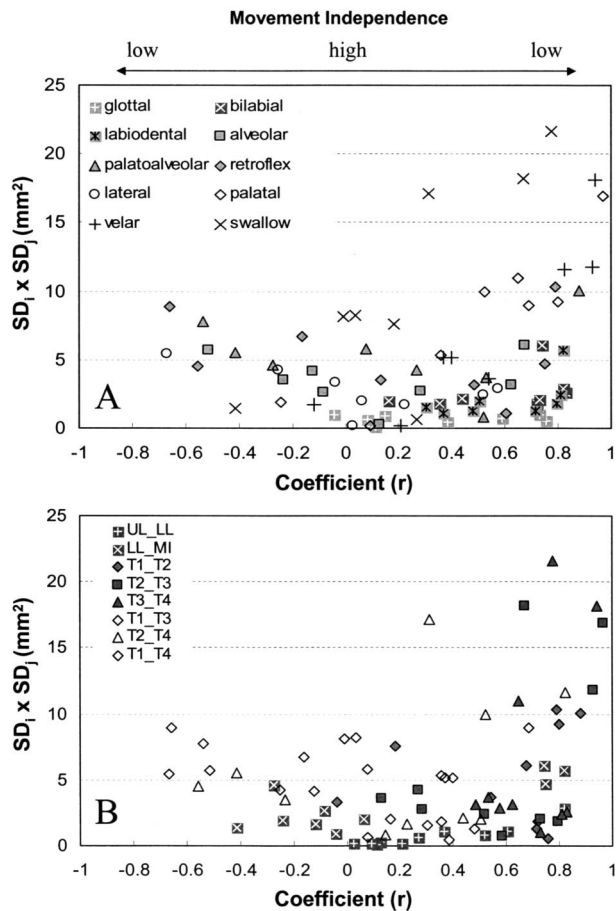 Movement Independence
low high low
25
20
15
10
5
0
SDi x SDj (mm²)
glottal bilabial
labiodental alveolar
palatoalveolar retroflex
lateral palatal
velar swallow
A
-1 -0.8 -0.6 -0.4 -0.2 0 0.2 0.4 0.6 0.8 1
Coefficient (r)
25
20
15
10
5
0
SDi x SDj (mm²)
UL_LL
LL_MI
T1_T2
T2_T3
T3_T4
T1_T3
T2_T4
T1_T4
B
-1 -0.8 -0.6 -0.4 -0.2 0 0.2 0.4 0.6 0.8 1
Coefficient (r)